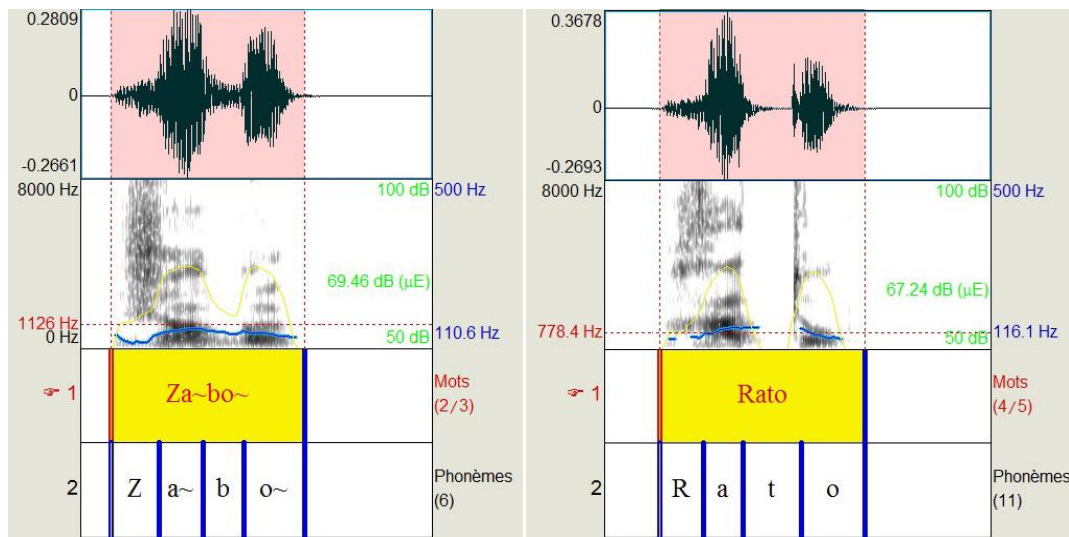 0.2809
0
-0.2661
8000 Hz
100 dB
500 Hz
69.46 dB (µE)
1126 Hz
0 Hz
50 dB
110.6 Hz
☞ 1
Za~bo~
Mots
(2/3)
2
Z a~ b o~
Phonèmes
(6)
0.3678
0
-0.2693
8000 Hz
100 dB
500 Hz
67.24 dB (µE)
778.4 Hz
50 dB
116.1 Hz
☞ 1
Rato
Mots
(4/5)
2
R a t o
Phonèmes
(11)